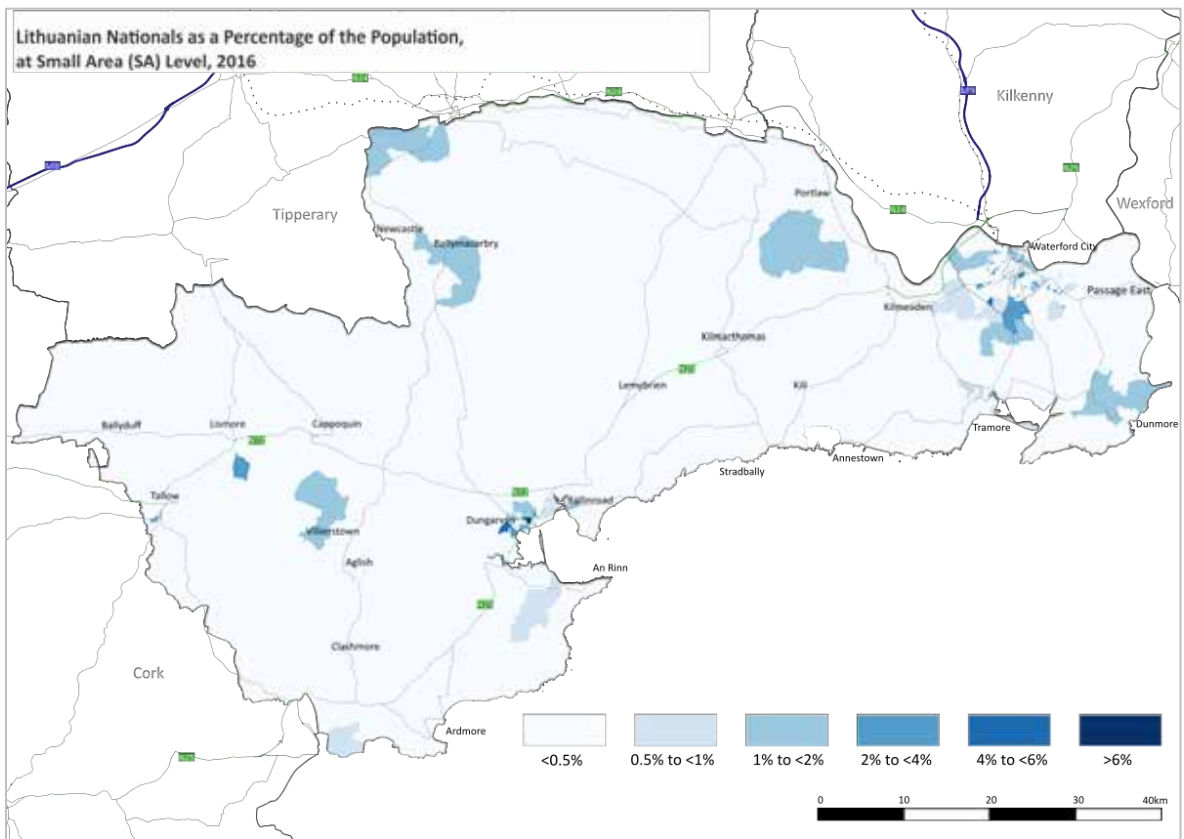 Lithuanian Nationals as a Percentage of the Population,
at Small Area (SA) Level, 2016
Kilkenny
Wexford
Tipperary
Portlaw
Newcastle
Ballymacarbry
Waterford City
Passage East
Kilmeaden
Kilmacthomas
Lemybrien
Kill
Ballyduff
Lismore
Cappoquin
Tramore
Dunmore
Annestown
Stradbally
Tallow
Ballinroad
Dungarvan
Villierstown
Aglish
An Rinn
Clashmore
Cork
Ardmore
<0.5%
0.5% to <1%
1% to <2%
2% to <4%
4% to <6%
>6%
0 10 20 30 40km